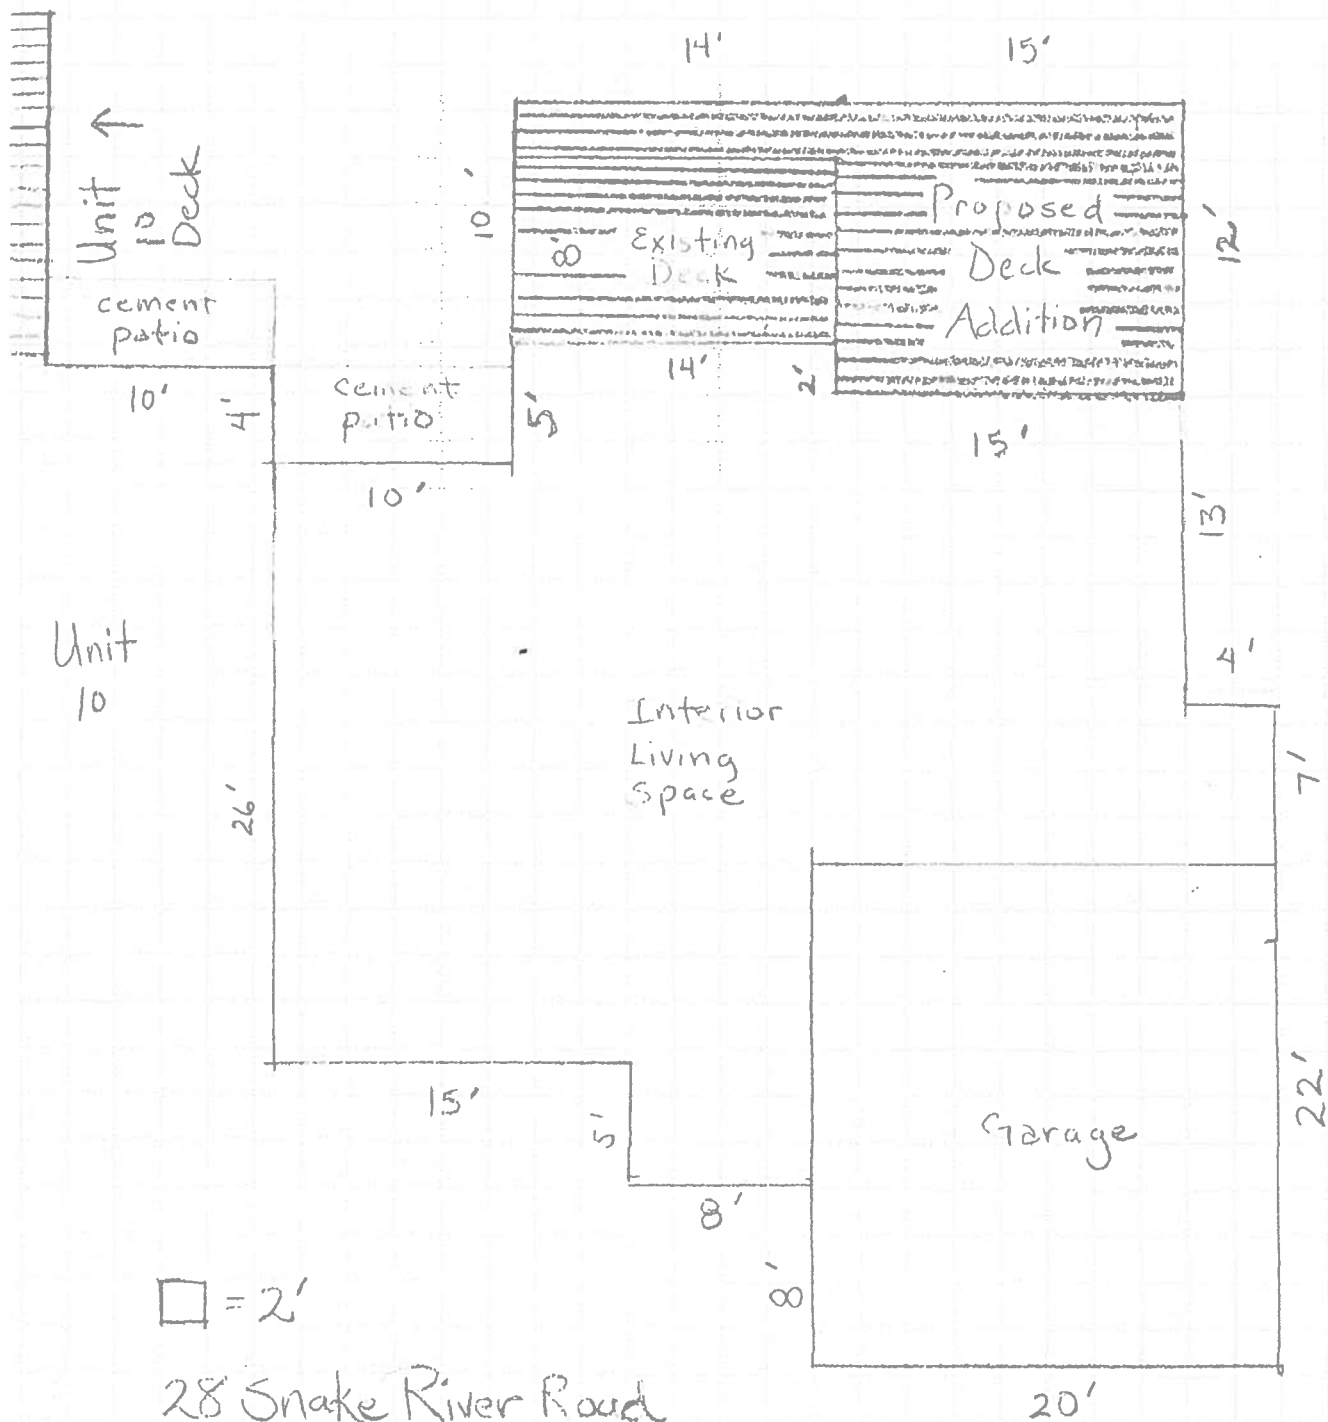 14'
15'
Unit
10
Deck
10'
8'
Existing
Deck
Proposed
Deck
Addition
12'
cement
patio
10'
4'
cement
patio
5'
14'
2'
15'
10'
13'
Unit
10
4'
Interior
Living
Space
7'
26'
15'
5'
8'
8'
Garage
22'
20'
= 2'
28 Snake River Road